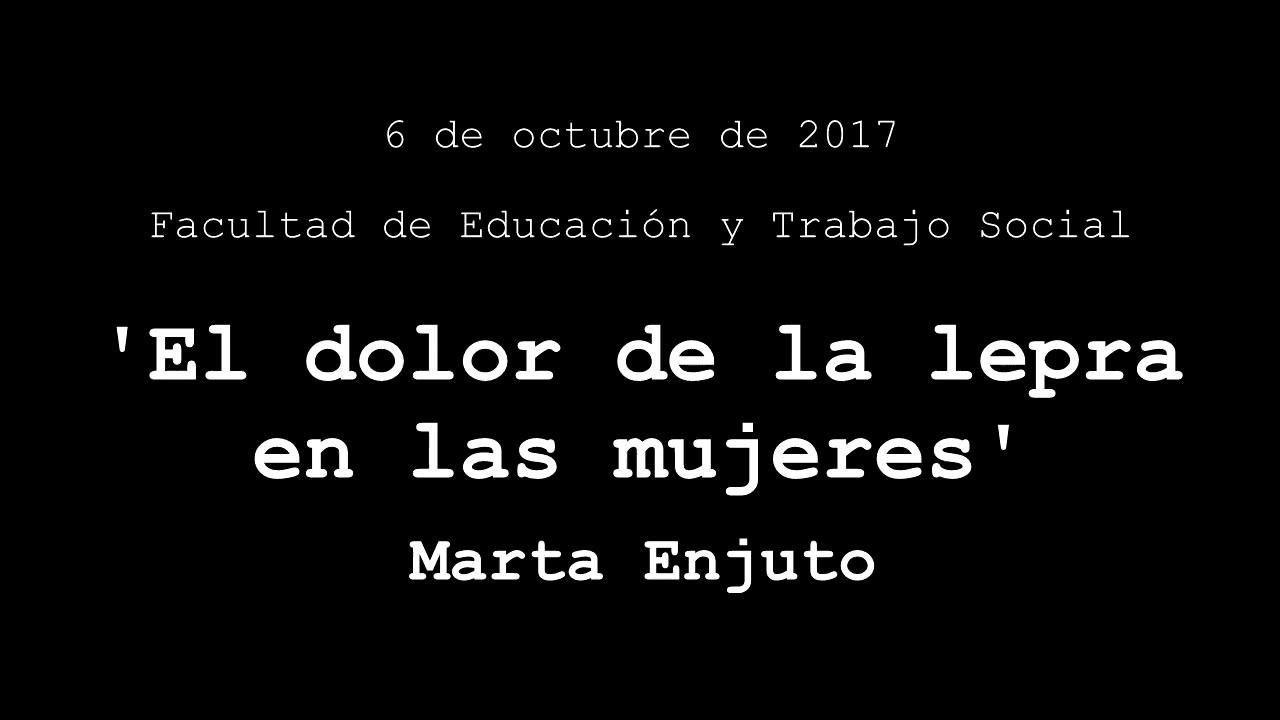 6 de octubre de 2017
Facultad de Educación y Trabajo Social
'El dolor de la lepra
en las mujeres'
Marta Enjuto